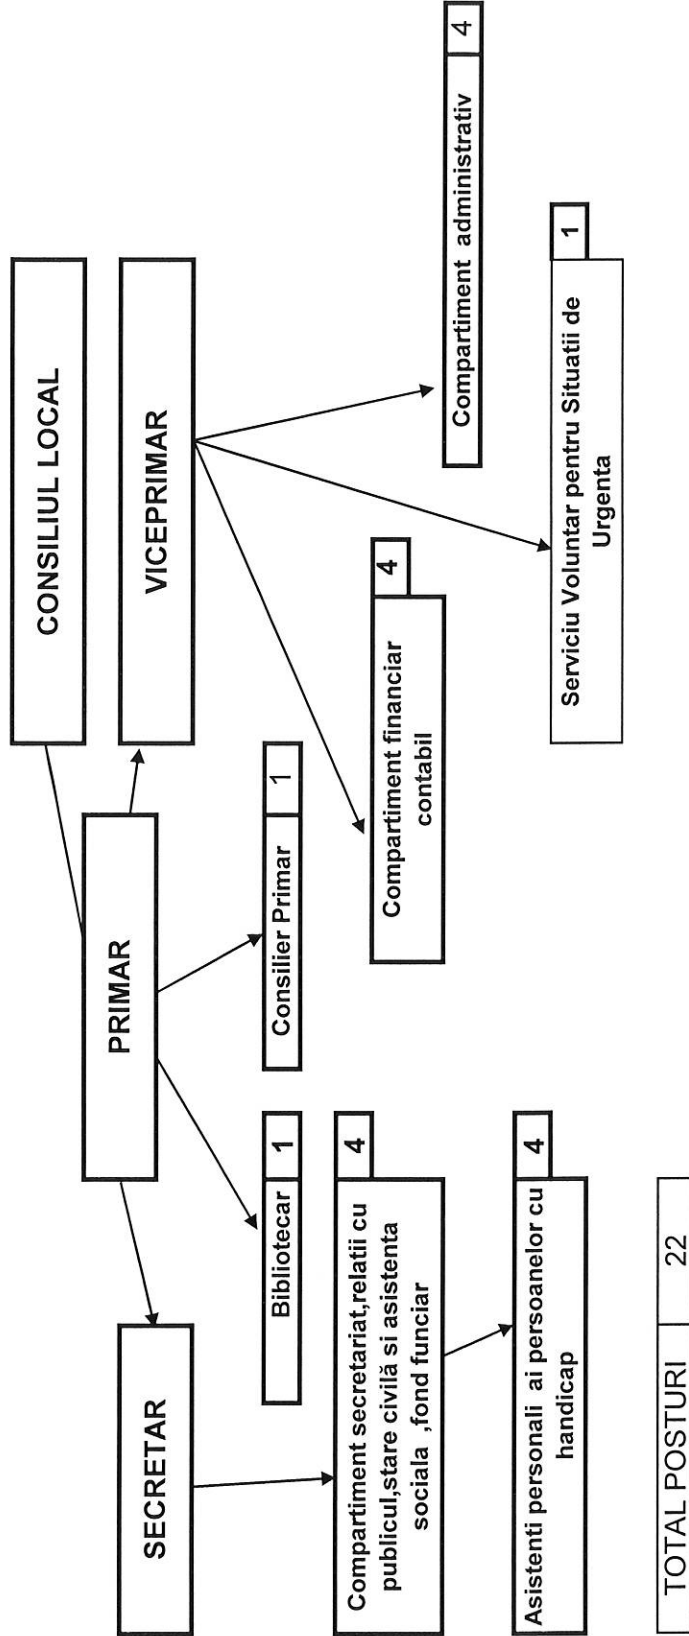 CONSILIUL LOCAL
PRIMAR
VICEPRIMAR
SECRETAR
Bibliotecar 1
Consilier Primar 1
Compartiment secretariat,relatii cu
publicul,stare civilă si asistenta
sociala ,fond funciar
4
Compartiment financiar
contabil
4
Compartiment administrativ 4
Asistenti personali ai persoanelor cu
handicap
4
Serviciu Voluntar pentru Situatii de
Urgenta
1
TOTAL POSTURI 22